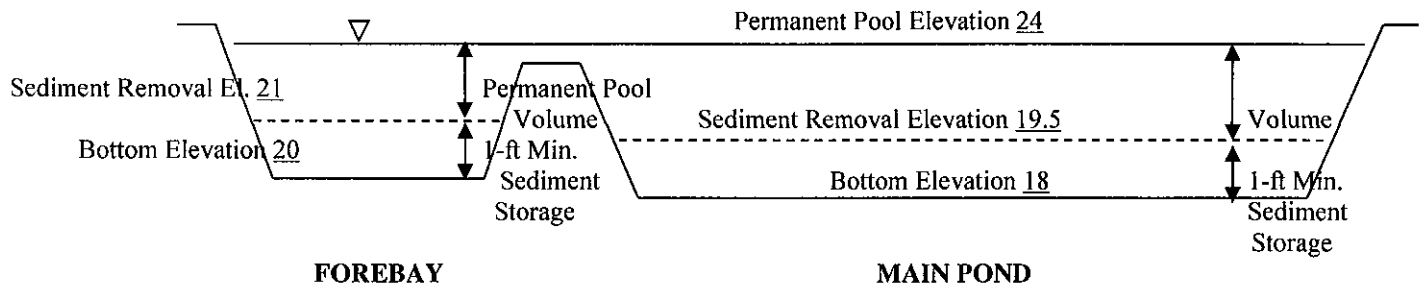 Permanent Pool Elevation 24
Sediment Removal El. 21
Permanent Pool
Volume
Sediment Removal Elevation 19.5
Volume
Bottom Elevation 20
1-ft Min.
Sediment
Storage
Bottom Elevation 18
1-ft Min.
Sediment
Storage
FOREBAY
MAIN POND